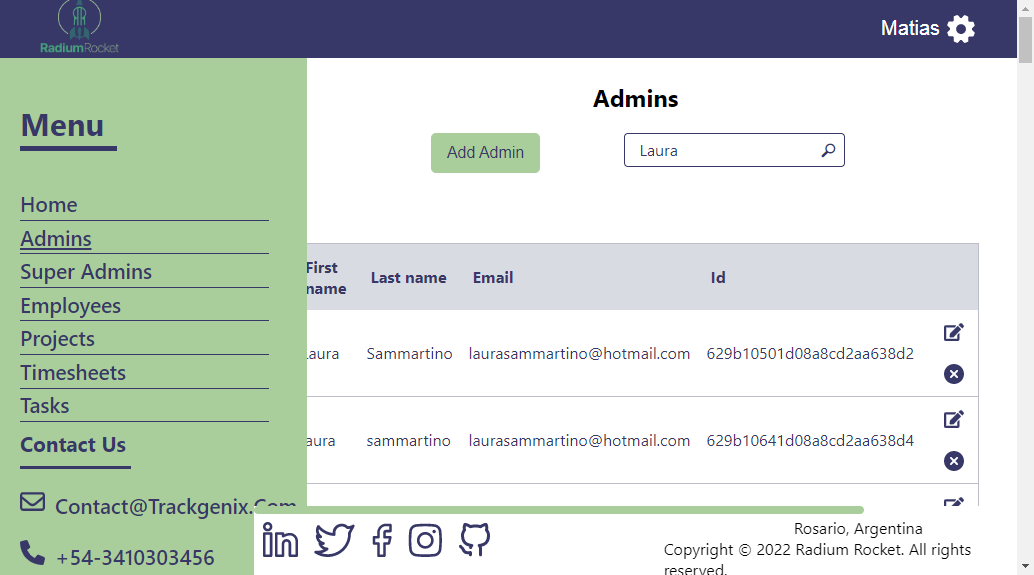 RadiumRocket
Matias
Menu
Home
Admins
Super Admins
Employees
Projects
Timesheets
Tasks
Contact Us
Contact@Trackgenix.Com
+54-3410303456
Admins
Add Admin
Laura
First name Last name Email Id
aura Sammartino laurasammartino@hotmail.com 629b10501d08a8cd2aa638d2
aura sammartino laurasammartino@hotmail.com 629b10641d08a8cd2aa638d4
Rosario, Argentina
Copyright © 2022 Radium Rocket. All rights
reserved.